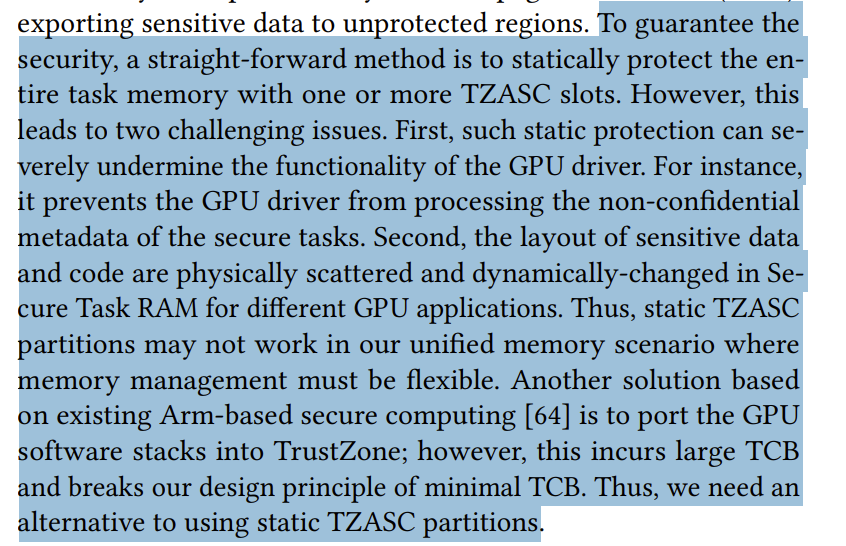 exporting sensitive data to unprotected regions. To guarantee the
security, a straight-forward method is to statically protect the en-
tire task memory with one or more TZASC slots. However, this
leads to two challenging issues. First, such static protection can se-
verely undermine the functionality of the GPU driver. For instance,
it prevents the GPU driver from processing the non-confidential
metadata of the secure tasks. Second, the layout of sensitive data
and code are physically scattered and dynamically-changed in Se-
cure Task RAM for different GPU applications. Thus, static TZASC
partitions may not work in our unified memory scenario where
memory management must be flexible. Another solution based
on existing Arm-based secure computing [64] is to port the GPU
software stacks into TrustZone; however, this incurs large TCB
and breaks our design principle of minimal TCB. Thus, we need an
alternative to using static TZASC partitions.